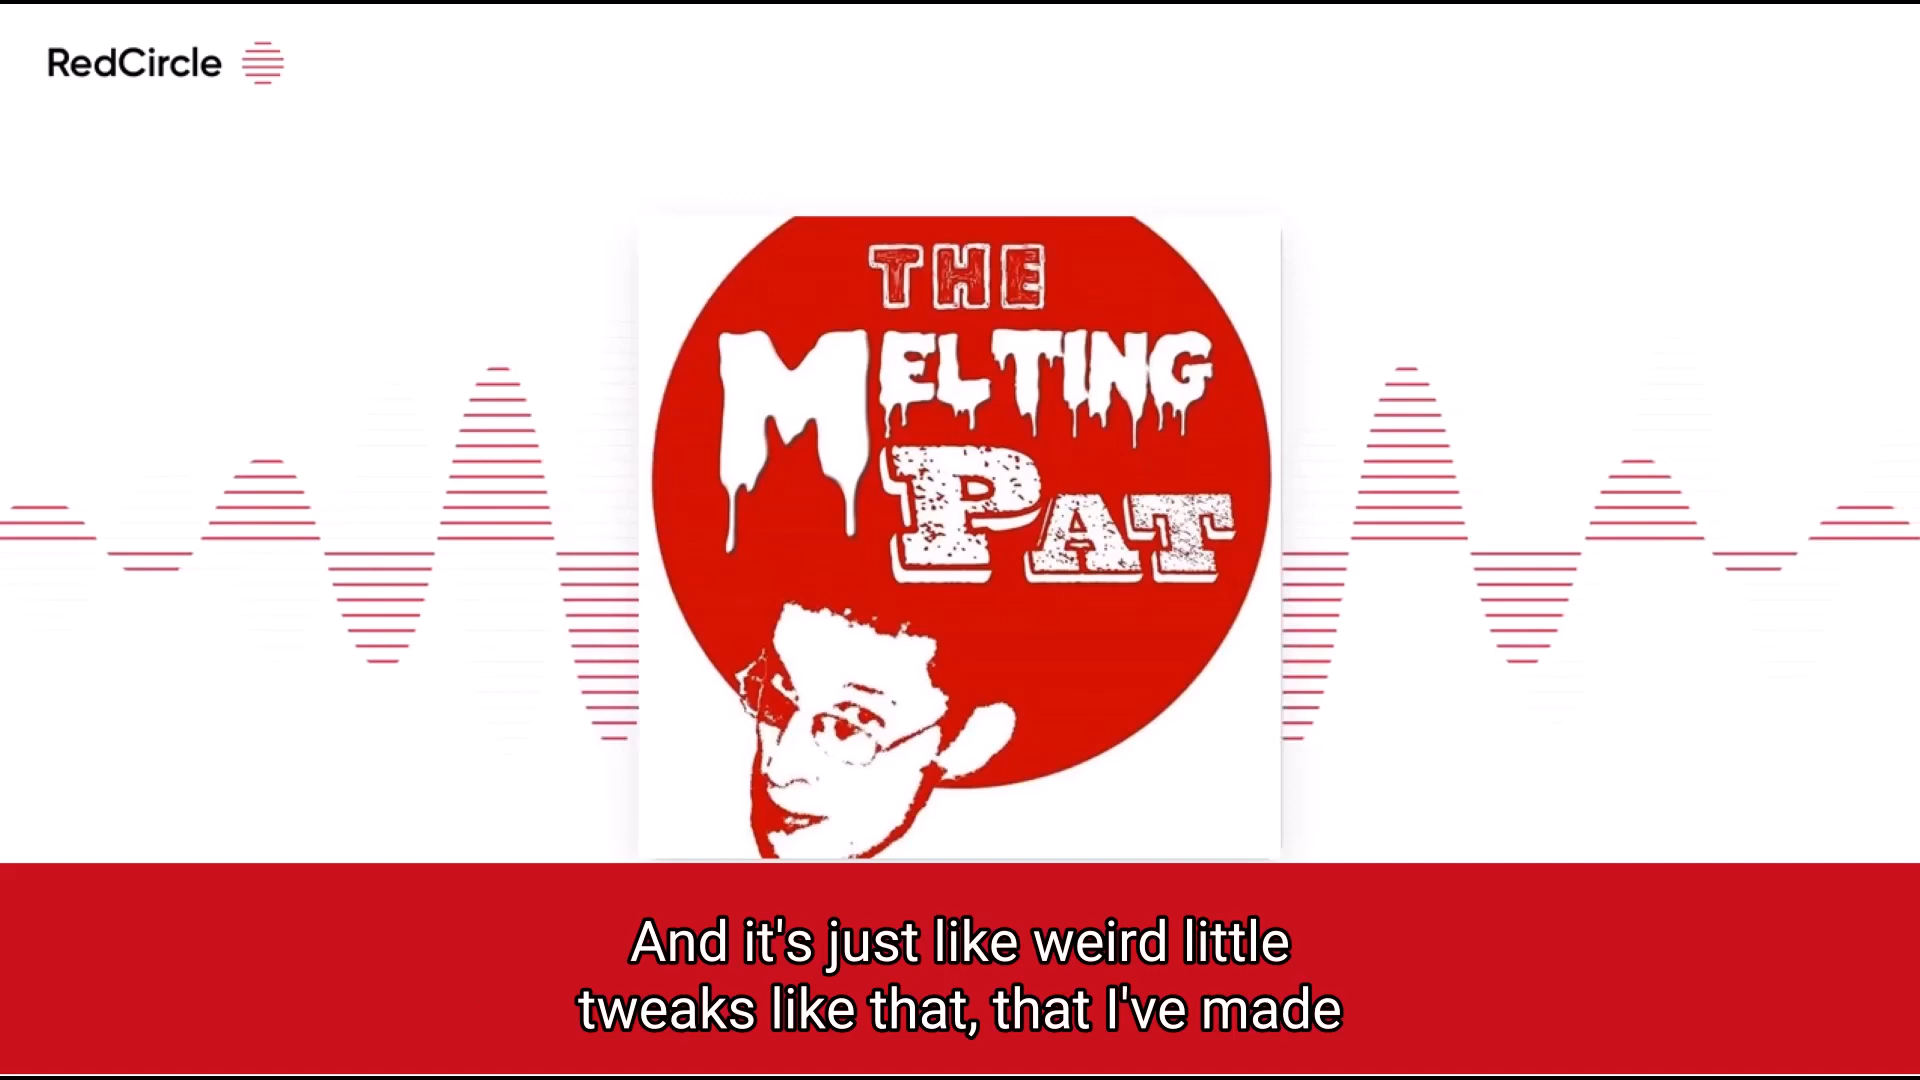 RedCircle
THE
MELTING
PAT
And it's just like weird little
tweaks like that, that I've made